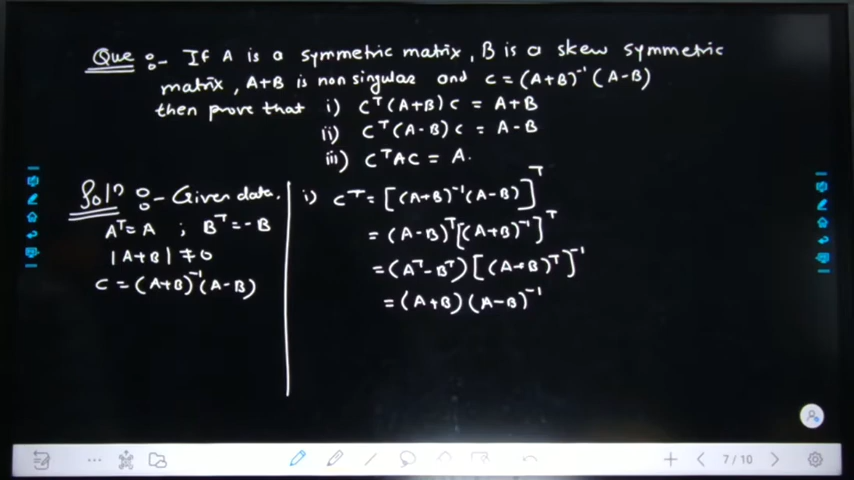 Que :- If A is a symmetric matrix, B is a skew symmetric
matrix, A+B is non singular and C = (A+B)⁻¹ (A-B)
then prove that i) Cᵀ(A+B) C = A+B
ii) Cᵀ(A-B) C = A-B
iii) CᵀAC = A.
Solⁿ :- Given data.
Aᵀ = A ; Bᵀ = -B
|A+B| ≠ 0
C = (A+B)⁻¹(A-B)
i) Cᵀ = [(A+B)⁻¹(A-B)]ᵀ
= (A-B)ᵀ[(A+B)⁻¹]ᵀ
= (Aᵀ-Bᵀ) [(A+B)ᵀ]⁻¹
= (A+B) (A-B)⁻¹
7 / 10